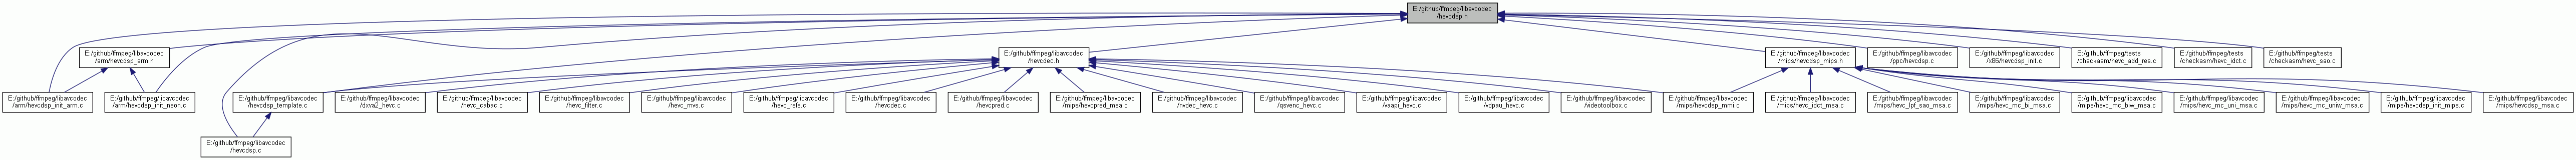 E:/github/ffmpeg/libavcodec
/hevcdsp.h
E:/github/ffmpeg/libavcodec
/arm/hevcdsp_arm.h
E:/github/ffmpeg/libavcodec
/hevcdec.h
E:/github/ffmpeg/libavcodec
/mips/hevcdsp_mips.h
E:/github/ffmpeg/libavcodec
/ppc/hevcdsp.c
E:/github/ffmpeg/libavcodec
/x86/hevcdsp_init.c
E:/github/ffmpeg/tests
/checkasm/hevc_add_res.c
E:/github/ffmpeg/tests
/checkasm/hevc_idct.c
E:/github/ffmpeg/tests
/checkasm/hevc_sao.c
E:/github/ffmpeg/libavcodec
/arm/hevcdsp_init_arm.c
E:/github/ffmpeg/libavcodec
/arm/hevcdsp_init_neon.c
E:/github/ffmpeg/libavcodec
/hevcdsp_template.c
E:/github/ffmpeg/libavcodec
/dxva2_hevc.c
E:/github/ffmpeg/libavcodec
/hevc_cabac.c
E:/github/ffmpeg/libavcodec
/hevc_filter.c
E:/github/ffmpeg/libavcodec
/hevc_mvs.c
E:/github/ffmpeg/libavcodec
/hevc_refs.c
E:/github/ffmpeg/libavcodec
/hevcdec.c
E:/github/ffmpeg/libavcodec
/hevcpred.c
E:/github/ffmpeg/libavcodec
/mips/hevcpred_msa.c
E:/github/ffmpeg/libavcodec
/nvdec_hevc.c
E:/github/ffmpeg/libavcodec
/qsvenc_hevc.c
E:/github/ffmpeg/libavcodec
/vaapi_hevc.c
E:/github/ffmpeg/libavcodec
/vdpau_hevc.c
E:/github/ffmpeg/libavcodec
/videotoolbox.c
E:/github/ffmpeg/libavcodec
/mips/hevcdsp_mmi.c
E:/github/ffmpeg/libavcodec
/mips/hevc_idct_msa.c
E:/github/ffmpeg/libavcodec
/mips/hevc_lpf_sao_msa.c
E:/github/ffmpeg/libavcodec
/mips/hevc_mc_bi_msa.c
E:/github/ffmpeg/libavcodec
/mips/hevc_mc_biw_msa.c
E:/github/ffmpeg/libavcodec
/mips/hevc_mc_uni_msa.c
E:/github/ffmpeg/libavcodec
/mips/hevc_mc_uniw_msa.c
E:/github/ffmpeg/libavcodec
/mips/hevcdsp_init_mips.c
E:/github/ffmpeg/libavcodec
/mips/hevcdsp_msa.c
E:/github/ffmpeg/libavcodec
/hevcdsp.c